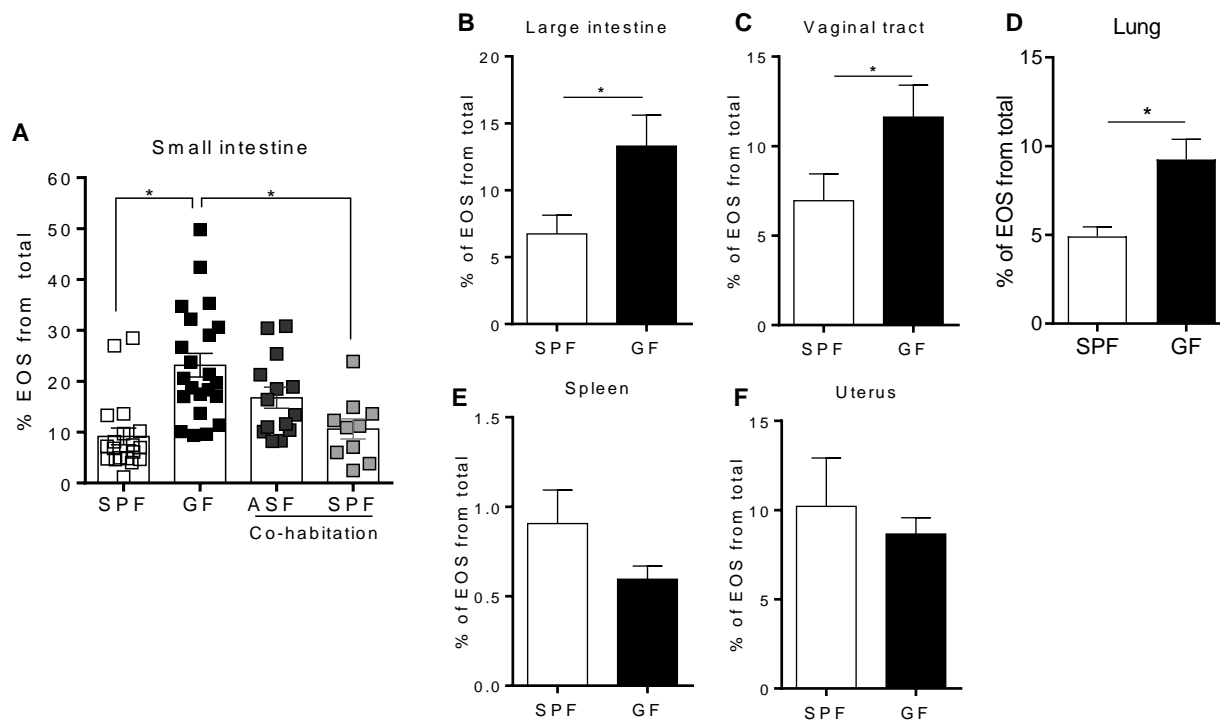 A
Small intestine
% EOS from total
60
50
40
30
20
10
0
*
*
SPF
GF
ASF
SPF
Co-habitation
B
Large intestine
% of EOS from total
20
15
10
5
0
*
SPF
GF
C
Vaginal tract
% of EOS from total
15
10
5
0
*
SPF
GF
D
Lung
% of EOS from total
15
10
5
0
*
SPF
GF
E
Spleen
% of EOS from total
1.5
1.0
0.5
0.0
SPF
GF
F
Uterus
% of EOS from total
15
10
5
0
SPF
GF